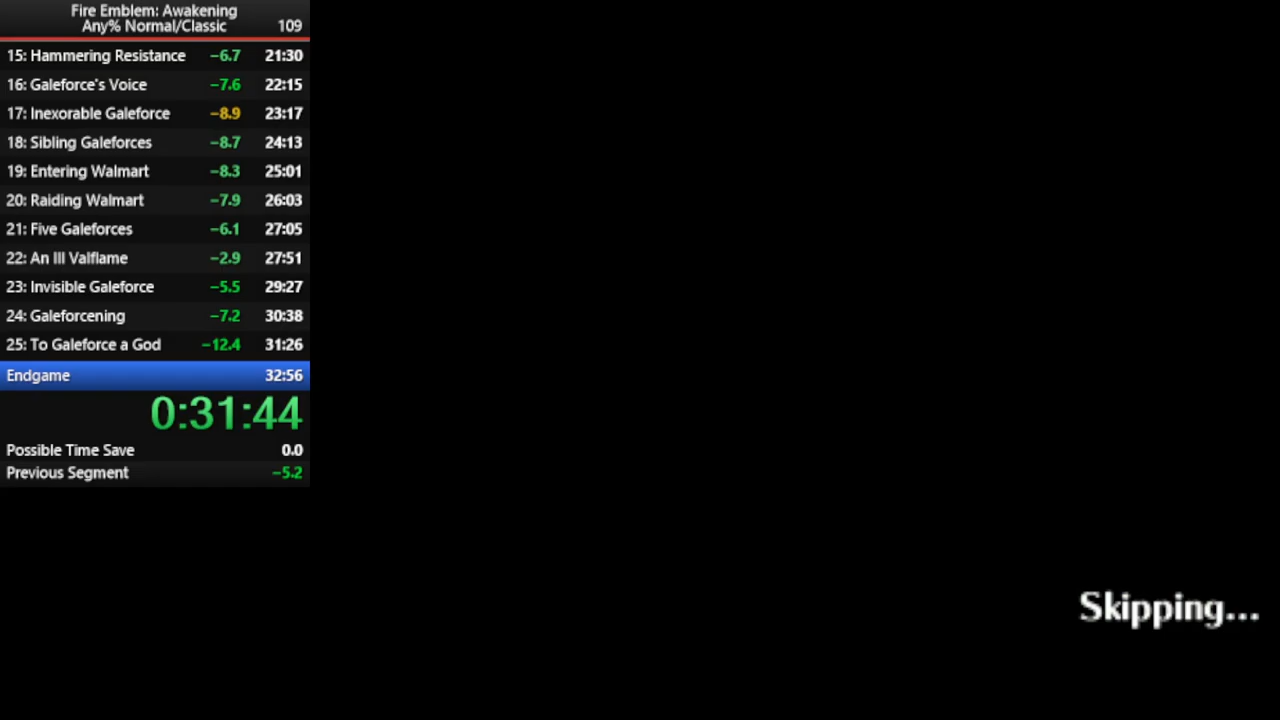 Fire Emblem: Awakening
Any% Normal/Classic 109
15: Hammering Resistance −6.7 21:30
16: Galeforce's Voice −7.6 22:15
17: Inexorable Galeforce −8.9 23:17
18: Sibling Galeforces −8.7 24:13
19: Entering Walmart −8.3 25:01
20: Raiding Walmart −7.9 26:03
21: Five Galeforces −6.1 27:05
22: An Ill Valflame −2.9 27:51
23: Invisible Galeforce −5.5 29:27
24: Galeforcening −7.2 30:38
25: To Galeforce a God −12.4 31:26
Endgame 32:56
0:31:44
Possible Time Save 0.0
Previous Segment −5.2
Skipping...